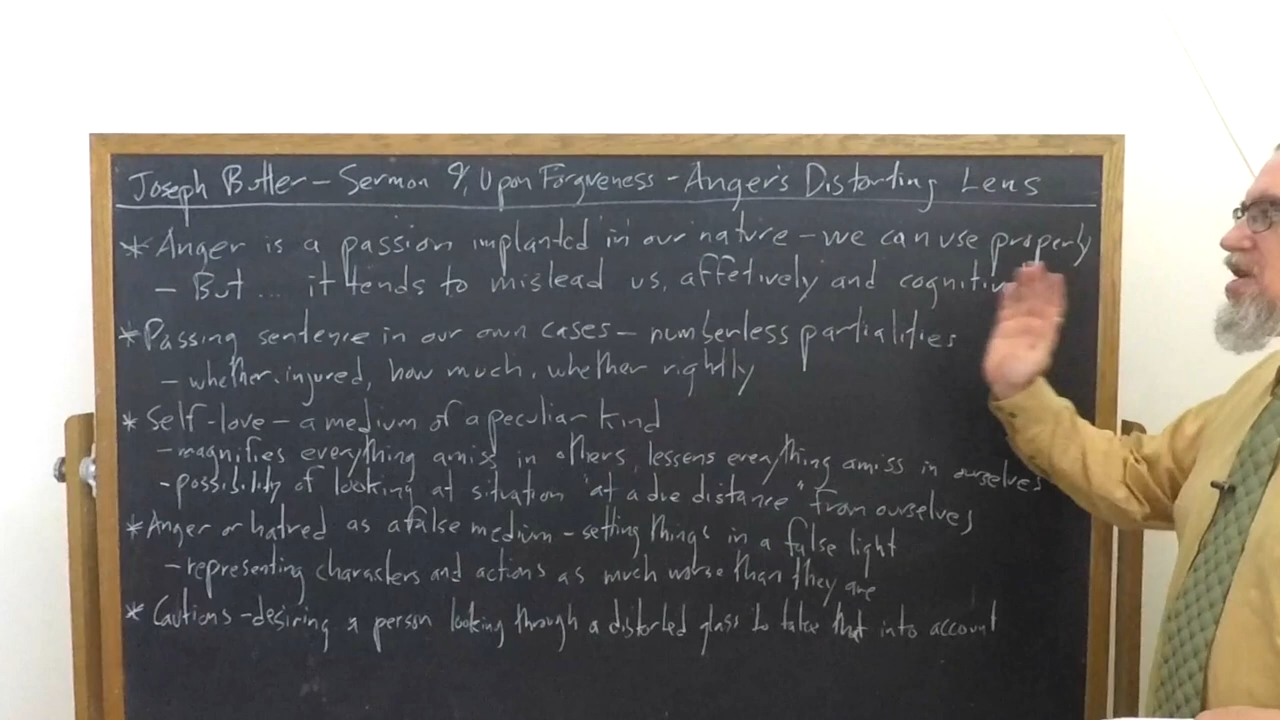 Joseph Butler - Sermon 9, Upon Forgiveness - Anger's Distorting Lens
* Anger is a passion implanted in our nature - we can use properly
- But ... it tends to mislead us, affetively and
* Passing sentence in our own cases - numberless partialities
- whether injured, how much, whether rightly
* Self-love - a medium of a peculiar kind
- magnifies everything amiss in others, lessens everything amiss in ourselves
- possibility of looking at situation "at a due distance" from ourselves
* Anger or hatred as a false medium - setting things in a false light
- representing characters and actions as much worse than they are
* Cautions - desiring a person looking through a distorted glass to take that into account